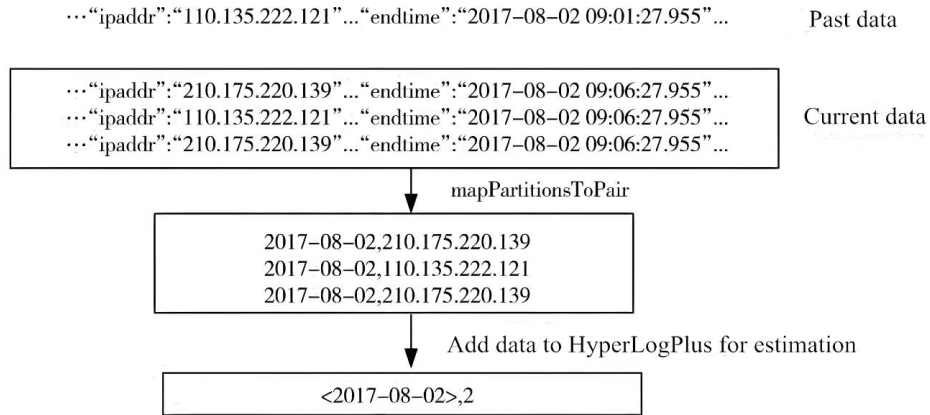 …“ipaddr”:“110.135.222.121”...“endtime”:“2017–08–02 09:01:27.955”...
Past data
…“ipaddr”:“210.175.220.139”...“endtime”:“2017–08–02 09:06:27.955”...
…“ipaddr”:“110.135.222.121”...“endtime”:“2017–08–02 09:06:27.955”...
…“ipaddr”:“210.175.220.139”...“endtime”:“2017–08–02 09:06:27.955”...
Current data
mapPartitionsToPair
2017–08–02,210.175.220.139
2017–08–02,110.135.222.121
2017–08–02,210.175.220.139
Add data to HyperLogPlus for estimation
<2017–08–02>,2